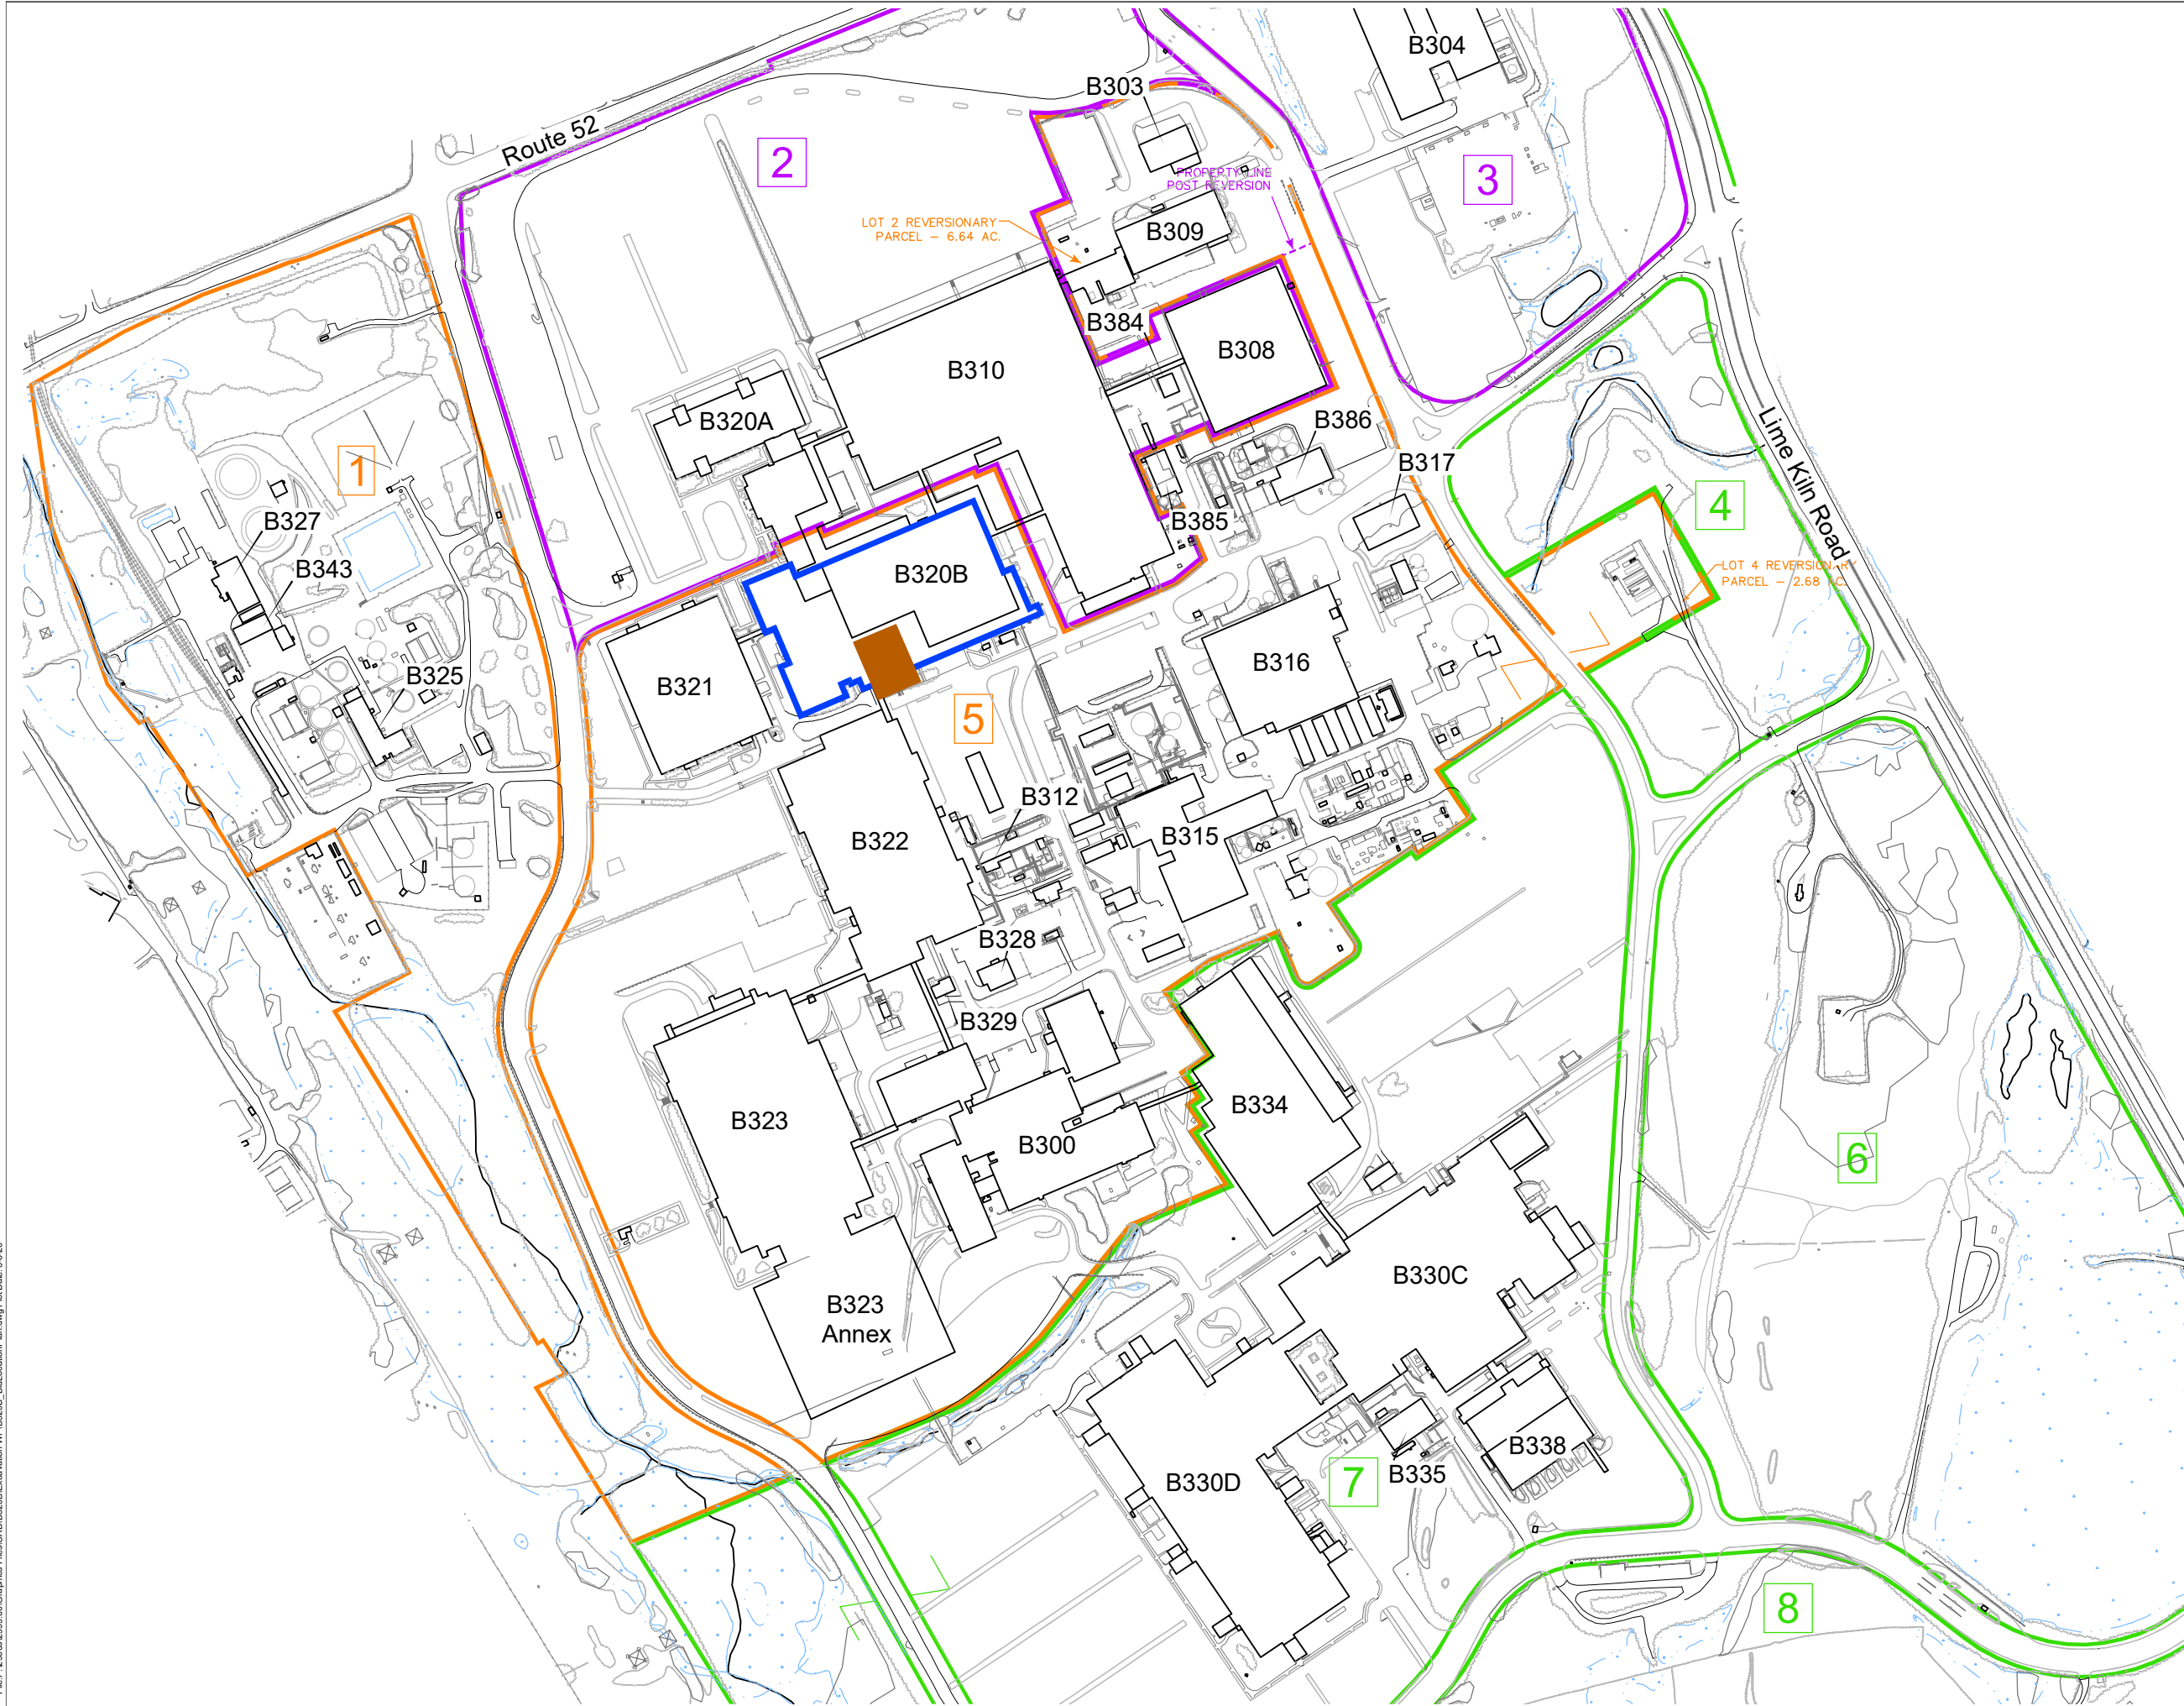 B304
B303
Route 52
2
3
PROPERTY LINE
POST REVERSION
LOT 2 REVERSIONARY
PARCEL – 6.64 AC.
B309
B384
B308
B310
B320A
B386
B317
Lime Kiln Road
1
4
B327
B385
B343
B320B
LOT 4 REVERSIONARY
PARCEL – 2.68 AC.
B325
B321
B316
5
B312
B322
B315
B328
B329
B323
B334
B300
6
B330C
B323
Annex
B338
B335
B330D
7
8